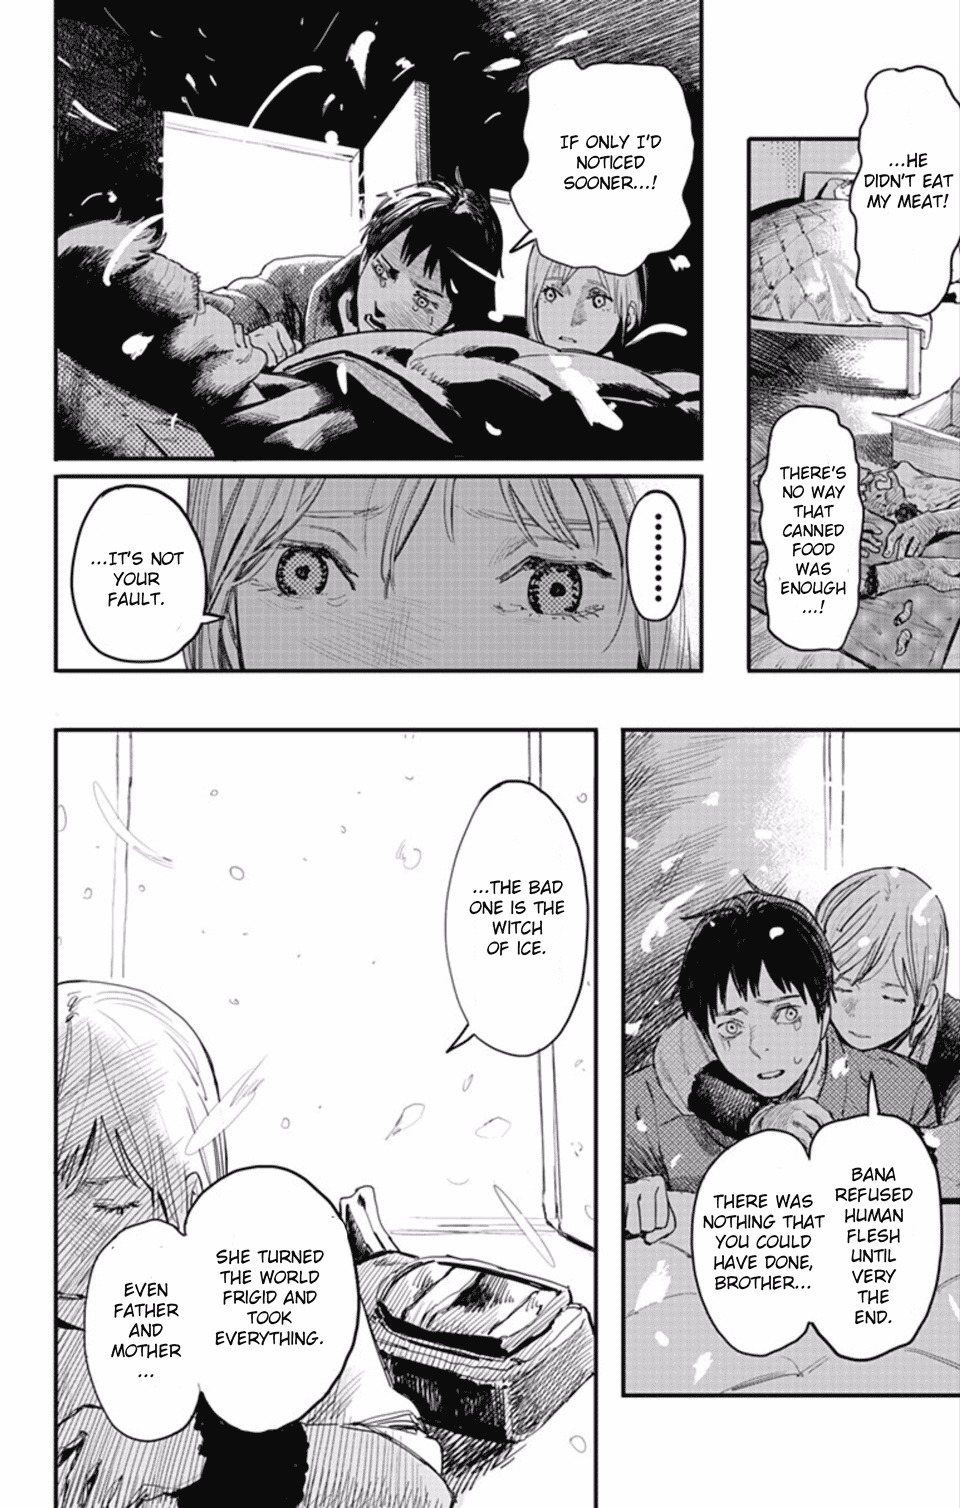 ...HE
DIDN'T EAT
MY MEAT!
THERE'S
NO WAY
THAT
CANNED
FOOD
WAS
ENOUGH
...!
IF ONLY I'D
NOTICED
SOONER...!
........
...IT'S NOT
YOUR
FAULT.
BANA
REFUSED
HUMAN
FLESH
UNTIL
VERY
THE
END.
THERE WAS
NOTHING THAT
YOU COULD
HAVE DONE,
BROTHER...
...THE BAD
ONE IS THE
WITCH
OF ICE.
SHE TURNED
THE WORLD
FRIGID AND
TOOK
EVERYTHING.
EVEN
FATHER
AND
MOTHER
...